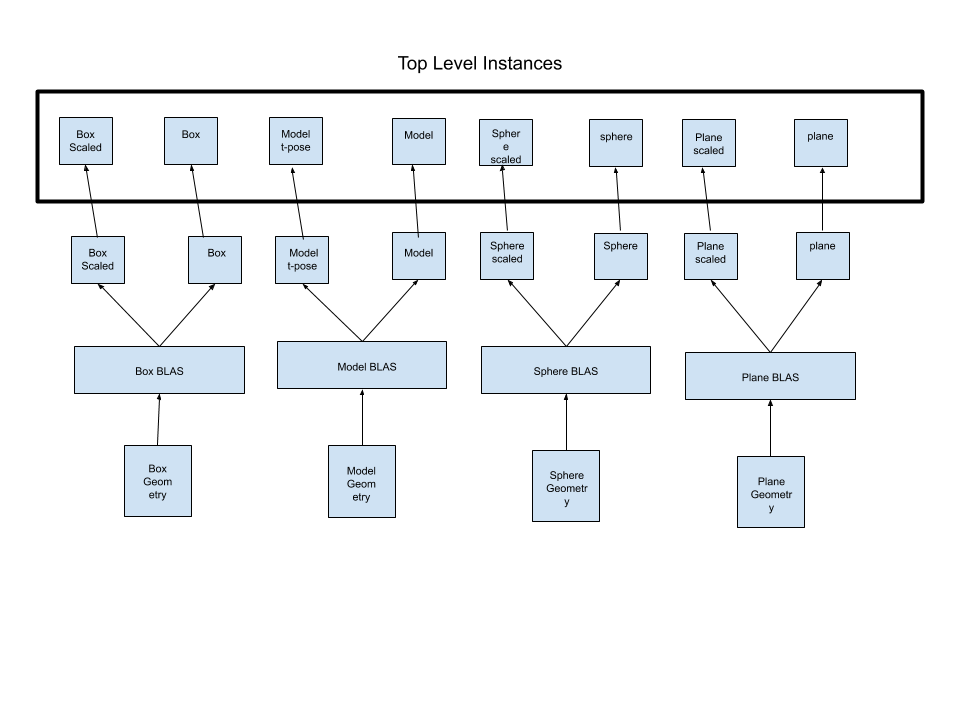 Top Level Instances
Box
Scaled
Box
Model
t-pose
Model
Spher
e
scaled
sphere
Plane
scaled
plane
Box
Scaled
Box
Model
t-pose
Model
Sphere
scaled
Sphere
Plane
scaled
plane
Box BLAS
Model BLAS
Sphere BLAS
Plane BLAS
Box
Geom
etry
Model
Geom
etry
Sphere
Geometr
y
Plane
Geometr
y